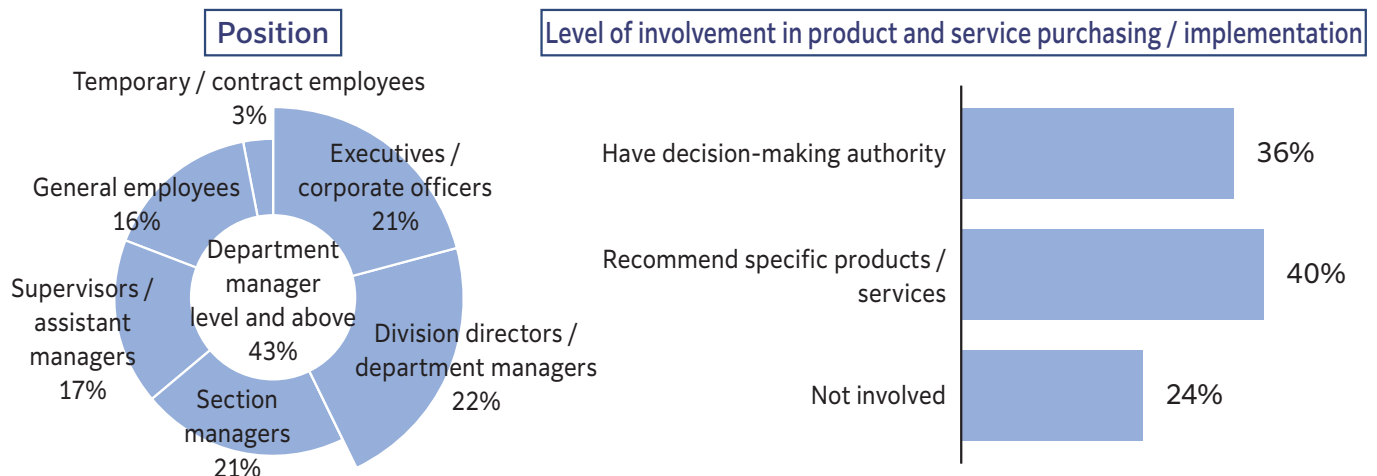 Position
Temporary / contract employees
3%
Executives /
corporate officers
21%
General employees
16%
Department
manager
level and above
43%
Supervisors /
assistant
managers
17%
Division directors /
department managers
22%
Section
managers
21%
Level of involvement in product and service purchasing / implementation
Have decision-making authority
36%
Recommend specific products /
services
40%
Not involved
24%